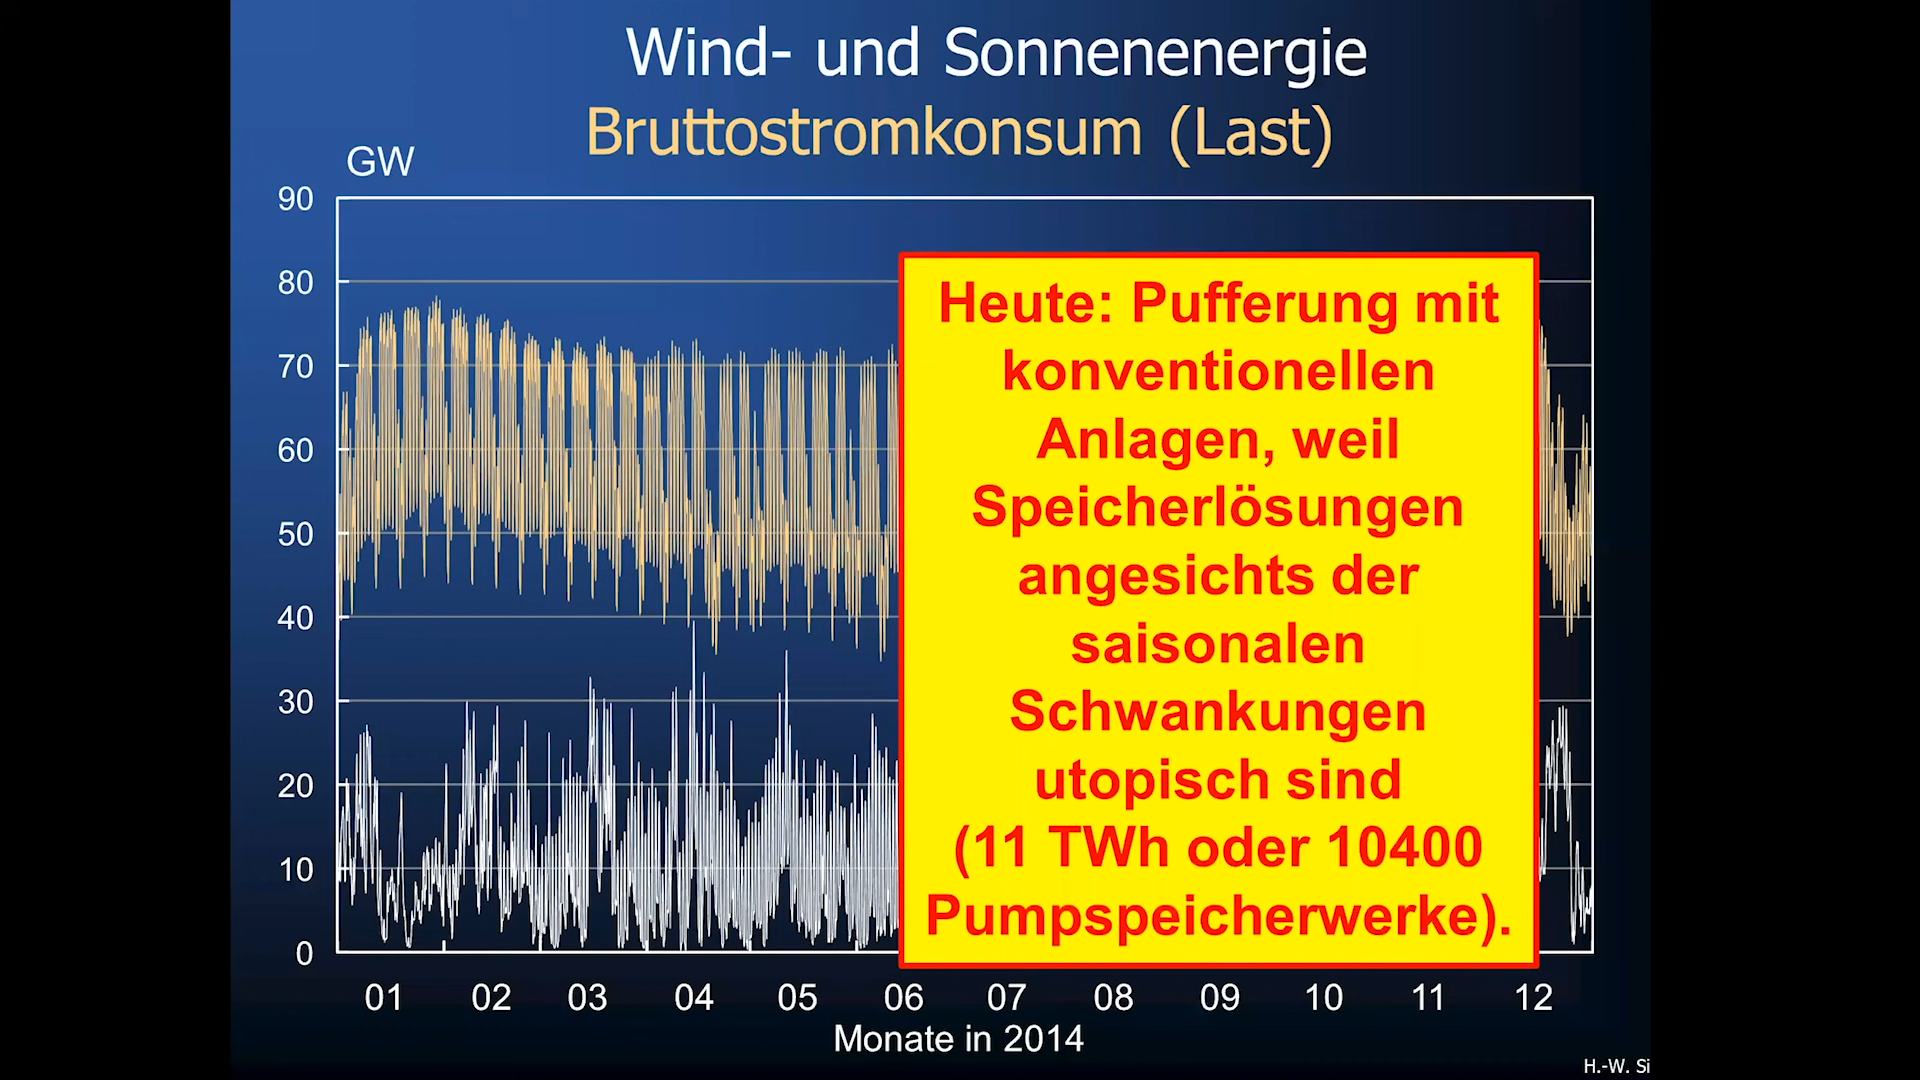 Wind- und Sonnenenergie
Bruttostromkonsum (Last)
GW
90
80
70
60
50
40
30
20
10
0
Heute: Pufferung mit
konventionellen
Anlagen, weil
Speicherlösungen
angesichts der
saisonalen
Schwankungen
utopisch sind
(11 TWh oder 10400
Pumpspeicherwerke).
01 02 03 04 05 06 07 08 09 10 11 12
Monate in 2014
H.-W. Si